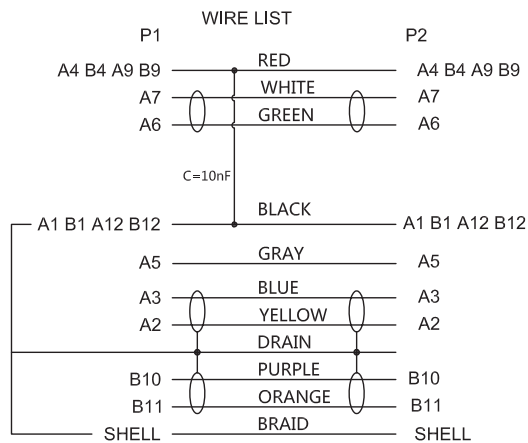 WIRE LIST
P1 P2
A4 B4 A9 B9 RED A4 B4 A9 B9
A7 WHITE A7
A6 GREEN A6
C=10nF
A1 B1 A12 B12 BLACK A1 B1 A12 B12
A5 GRAY A5
A3 BLUE A3
A2 YELLOW A2
DRAIN
B10 PURPLE B10
B11 ORANGE B11
SHELL BRAID SHELL